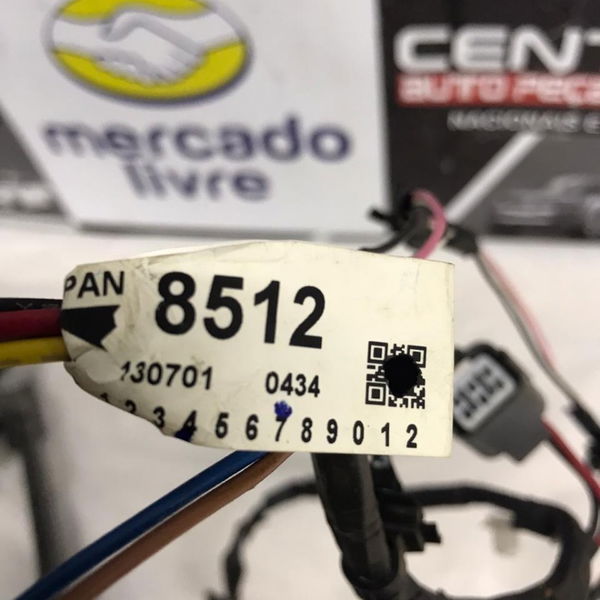 mercado
livre
CENT
AUTO PEÇA
NACIONAIS E
PAN
8512
130701 0434
1 2 3 4 5 6 7 8 9 0 1 2